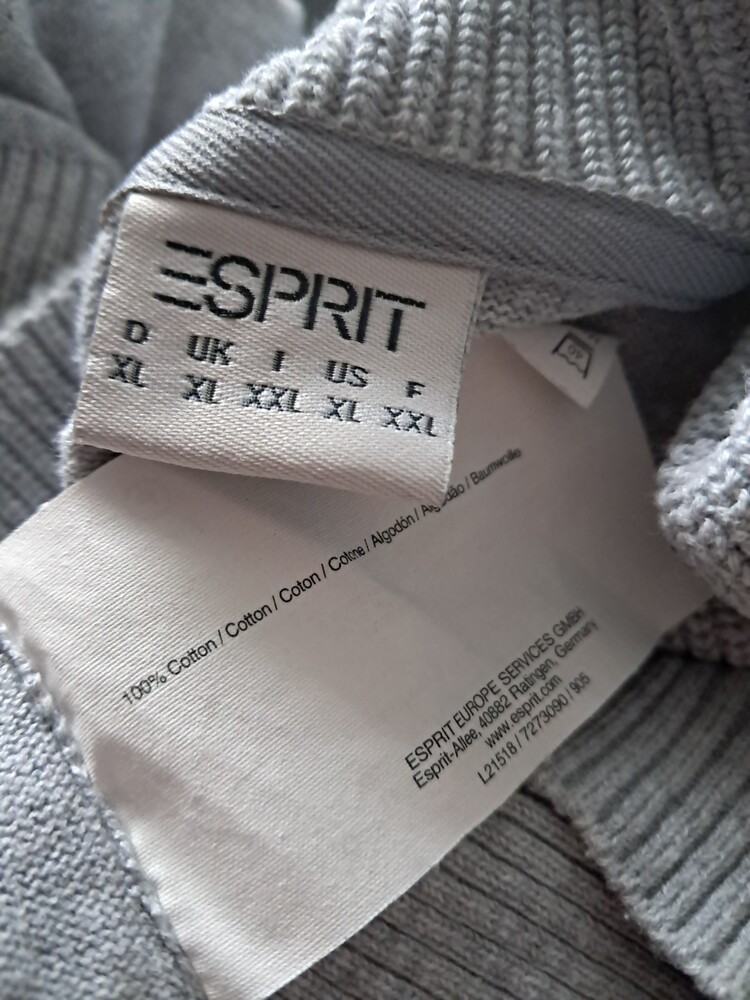 ESPRIT
D UK I US F
XL XL XXL XL XXL
40
100% Cotton / Cotton / Coton / Cotone / Algodón / Algodão / Baumwolle
ESPRIT EUROPE SERVICES GMBH
Esprit-Allee, 40882 Ratingen, Germany
www.esprit.com
L21518 / 7273090 / 905